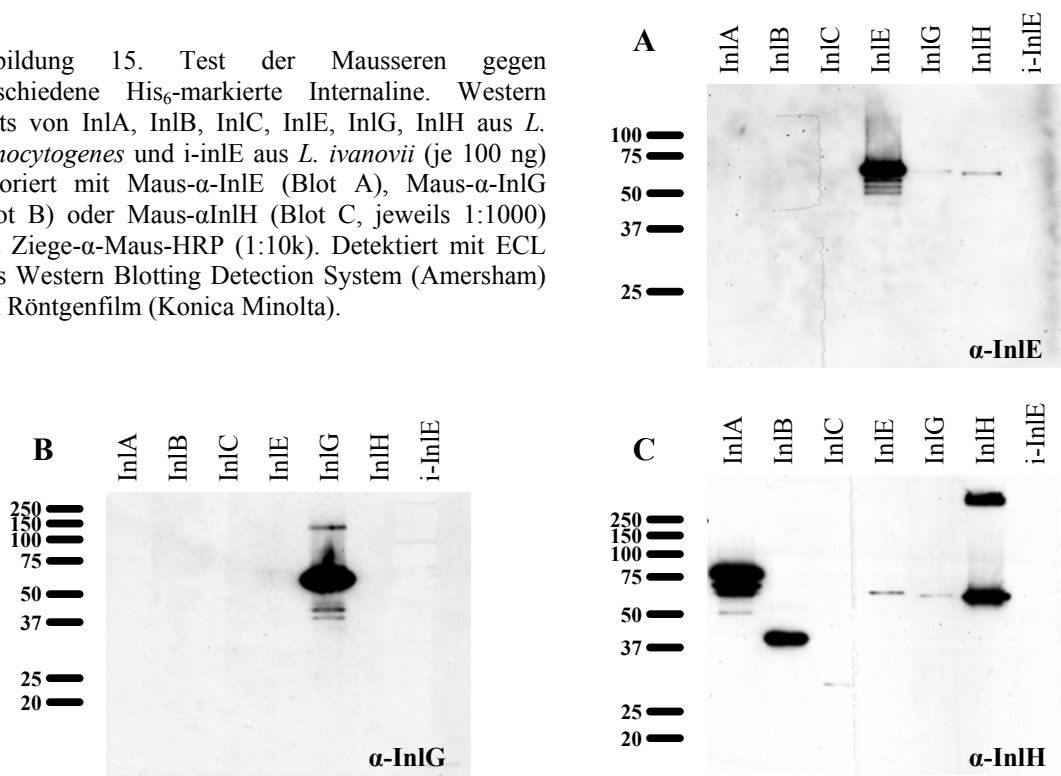 bildung 15. Test der Mausseren gegen
schiedene His6-markierte Internaline. Western
ts von InlA, InlB, InlC, InlE, InlG, InlH aus L.
nocytogenes und i-inlE aus L. ivanovii (je 100 ng)
oriert mit Maus-α-InlE (Blot A), Maus-α-InlG
ot B) oder Maus-αInlH (Blot C, jeweils 1:1000)
Ziege-α-Maus-HRP (1:10k). Detektiert mit ECL
s Western Blotting Detection System (Amersham)
Röntgenfilm (Konica Minolta).
A
InlA InlB InlC InlE InlG InlH i-InlE
100
75
50
37
25
α-InlE
B
InlA InlB InlC InlE InlG InlH i-InlE
250
150
100
75
50
37
25
20
α-InlG
C
InlA InlB InlC InlE InlG InlH i-InlE
250
150
100
75
50
37
25
20
α-InlH